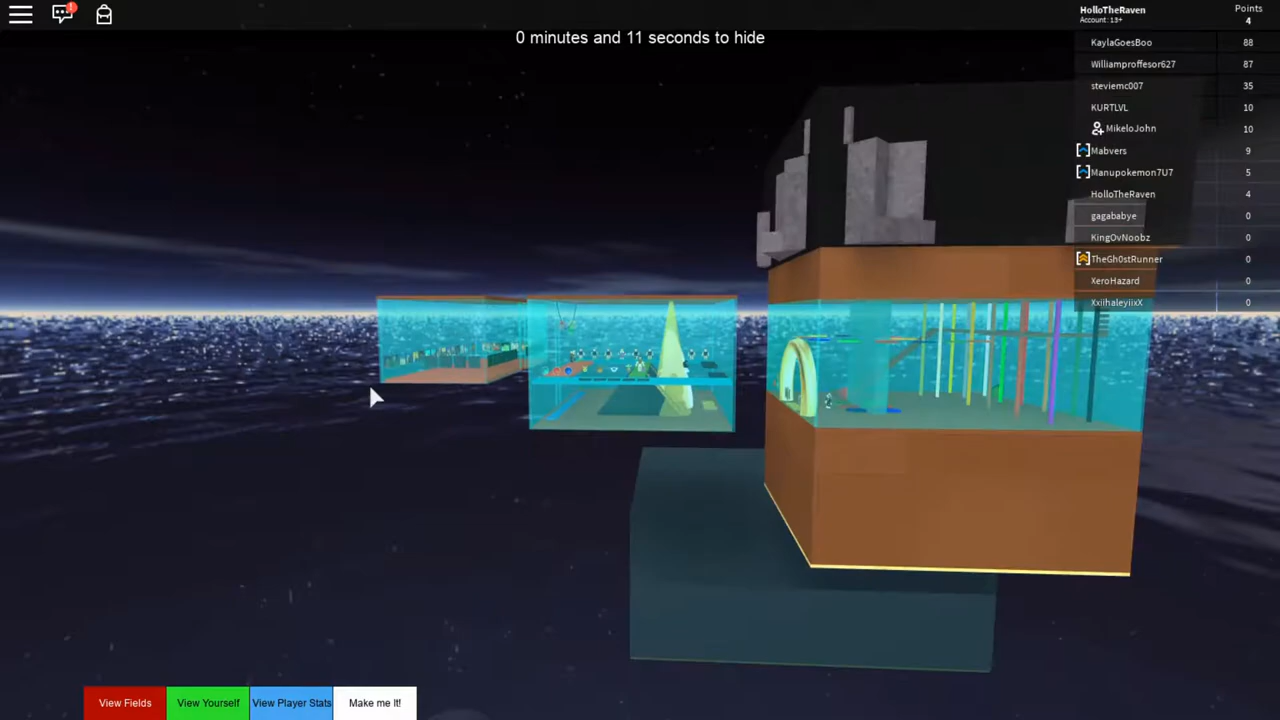 1
0 minutes and 11 seconds to hide
HolloTheRaven
Account: 13+
Points
4
KaylaGoesBoo 88
Williamproffesor627 87
steviemc007 35
KURTLVL 10
MikeloJohn 10
Mabvers 9
Manupokemon7U7 5
HolloTheRaven 4
gagababye 0
KingOvNoobz 0
TheGh0stRunner 0
XeroHazard 0
XxiihaleyiixX 0
View Fields
View Yourself
View Player Stats
Make me It!